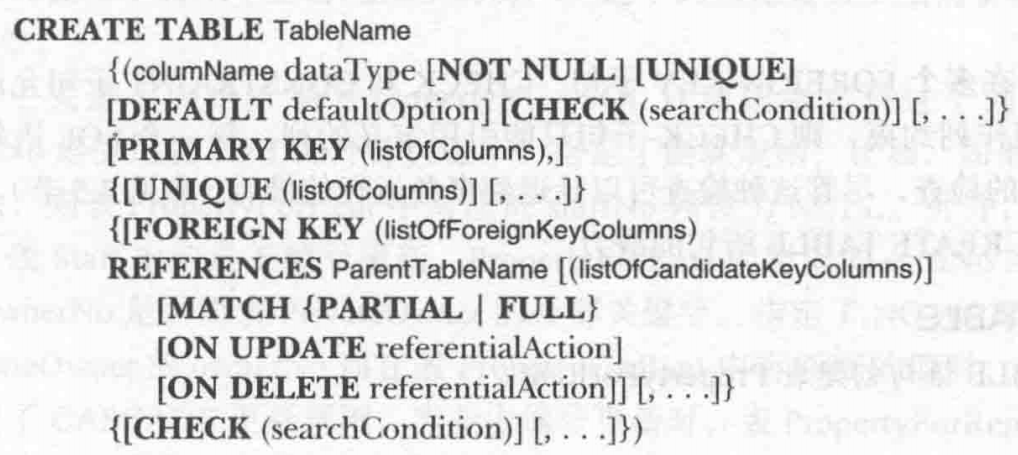 CREATE TABLE TableName
{(columName dataType [NOT NULL] [UNIQUE]
[DEFAULT defaultOption] [CHECK (searchCondition)] [, . . .]}
[PRIMARY KEY (listOfColumns),]
{[UNIQUE (listOfColumns)] [, . . .]}
{[FOREIGN KEY (listOfForeignKeyColumns)
REFERENCES ParentTableName [(listOfCandidateKeyColumns)]
[MATCH {PARTIAL | FULL}
[ON UPDATE referentialAction]
[ON DELETE referentialAction]] [, . . .]}
{[CHECK (searchCondition)] [, . . .]})